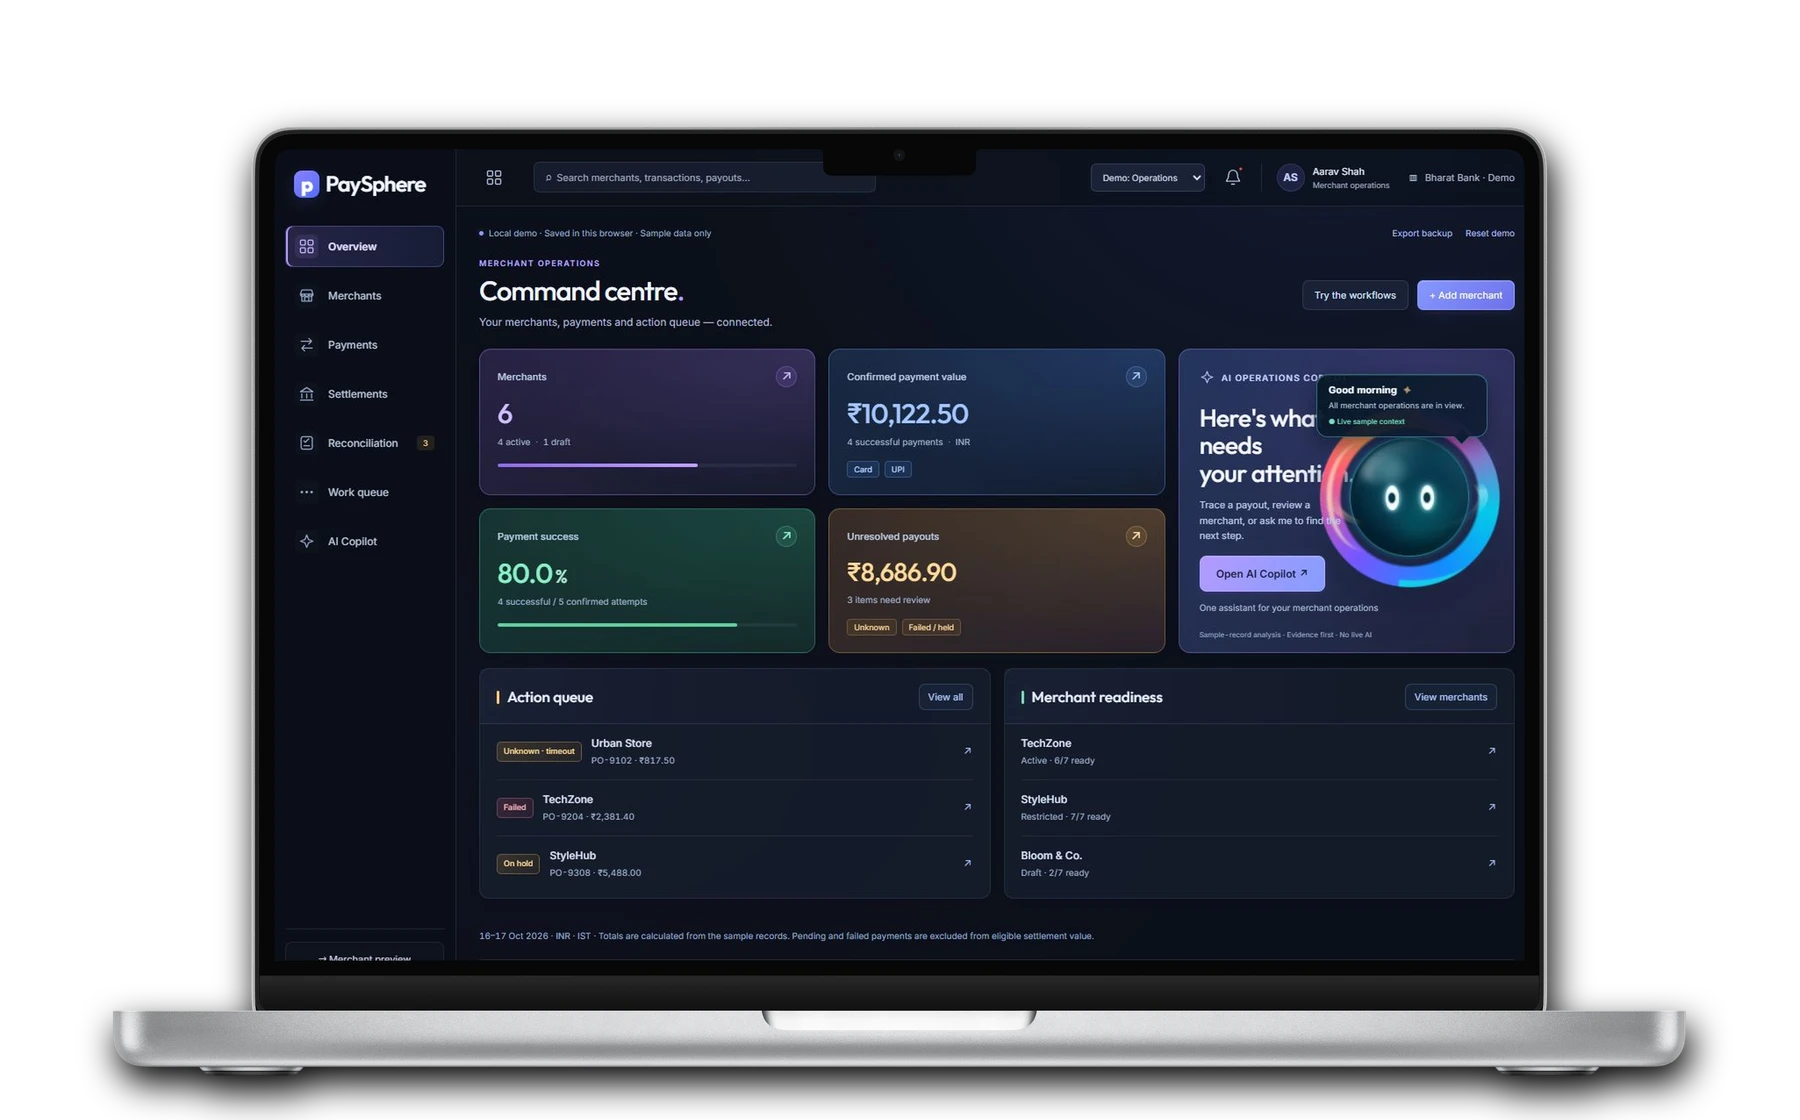 PaySphere
Overview
Merchants
Payments
Settlements
Reconciliation 3
Work queue
AI Copilot
→ Merchant preview
Search merchants, transactions, payouts...
Demo: Operations
AS
Aarav Shah
Merchant operations
Bharat Bank · Demo
Local demo · Saved in this browser · Sample data only
Export backup Reset demo
MERCHANT OPERATIONS
Command centre.
Your merchants, payments and action queue — connected.
Try the workflows
+ Add merchant
Merchants
6
4 active · 1 draft
Confirmed payment value
₹10,122.50
4 successful payments · INR
Card UPI
Payment success
80.0%
4 successful / 5 confirmed attempts
Unresolved payouts
₹8,686.90
3 items need review
Unknown Failed / held
AI OPERATIONS
Good morning
All merchant operations are in view.
Live sample context
Here's what
needs
your attention.
Trace a payout, review a
merchant, or ask me to find the
next step.
Open AI Copilot ↗
One assistant for your merchant operations
Sample-record analysis · Evidence first · No live AI
Action queue
View all
Unknown · timeout
Urban Store
PO-9102 · ₹817.50
Failed
TechZone
PO-9204 · ₹2,381.40
On hold
StyleHub
PO-9308 · ₹5,488.00
Merchant readiness
View merchants
TechZone
Active · 6/7 ready
StyleHub
Restricted · 7/7 ready
Bloom & Co.
Draft · 2/7 ready
16–17 Oct 2026 · INR · IST · Totals are calculated from the sample records. Pending and failed payments are excluded from eligible settlement value.